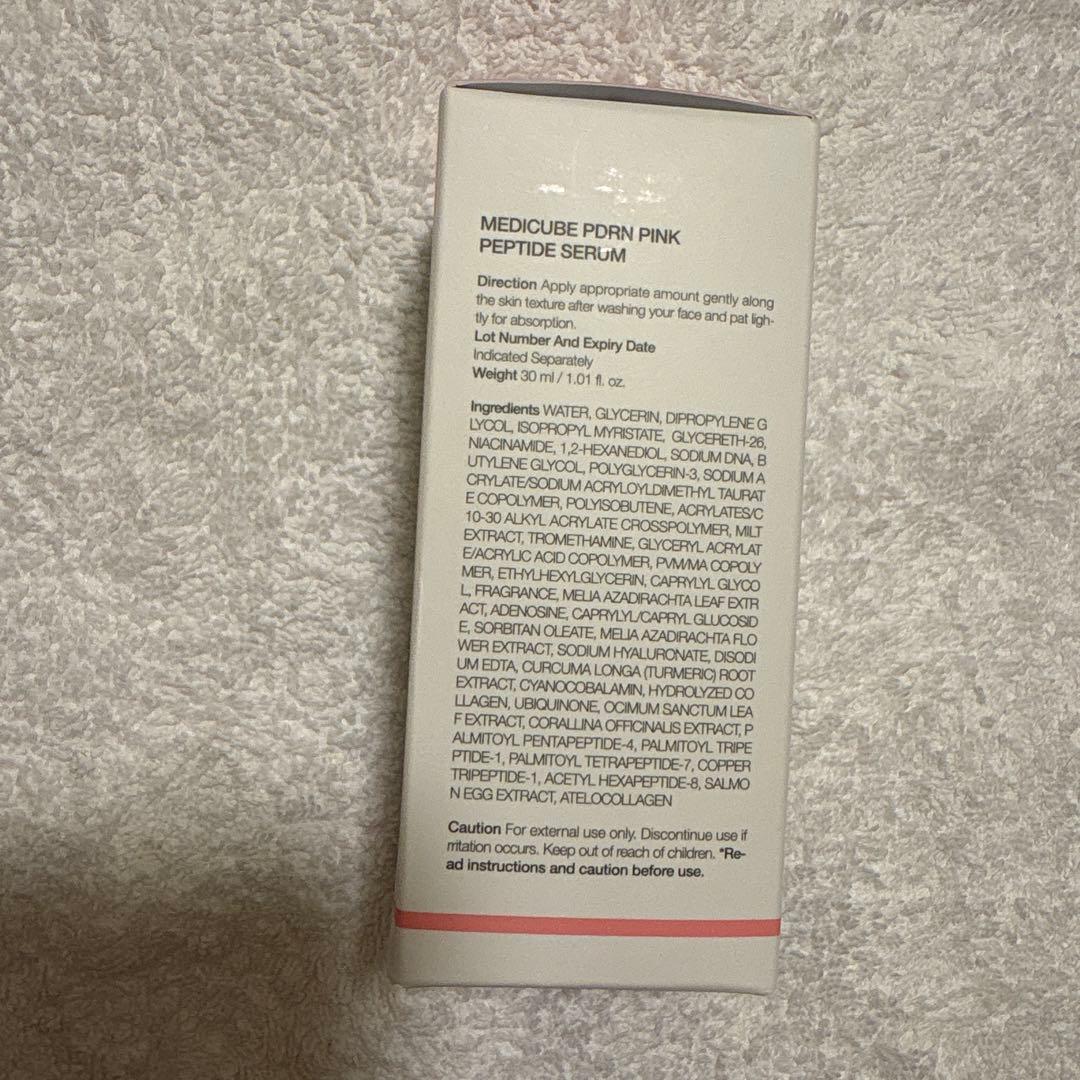 MEDICUBE PDRN PINK
PEPTIDE SERUM
Direction Apply appropriate amount gently along
the skin texture after washing your face and pat ligh-
tly for absorption.
Lot Number And Expiry Date
Indicated Separately
Weight 30 ml / 1.01 fl. oz.
Ingredients WATER, GLYCERIN, DIPROPYLENE G
LYCOL, ISOPROPYL MYRISTATE, GLYCERETH-26,
NIACINAMIDE, 1,2-HEXANEDIOL, SODIUM DNA, B
UTYLENE GLYCOL, POLYGLYCERIN-3, SODIUM A
CRYLATE/SODIUM ACRYLOYLDIMETHYL TAURAT
E COPOLYMER, POLYISOBUTENE, ACRYLATES/C
10-30 ALKYL ACRYLATE CROSSPOLYMER, MILT
EXTRACT, TROMETHAMINE, GLYCERYL ACRYLAT
E/ACRYLIC ACID COPOLYMER, PVM/MA COPOLY
MER, ETHYLHEXYLGLYCERIN, CAPRYLYL GLYCO
L, FRAGRANCE, MELIA AZADIRACHTA LEAF EXTR
ACT, ADENOSINE, CAPRYLYL/CAPRYL GLUCOSID
E, SORBITAN OLEATE, MELIA AZADIRACHTA FLO
WER EXTRACT, SODIUM HYALURONATE, DISODI
UM EDTA, CURCUMA LONGA (TURMERIC) ROOT
EXTRACT, CYANOCOBALAMIN, HYDROLYZED CO
LLAGEN, UBIQUINONE, OCIMUM SANCTUM LEA
F EXTRACT, CORALLINA OFFICINALIS EXTRACT, P
ALMITOYL PENTAPEPTIDE-4, PALMITOYL TRIPE
PTIDE-1, PALMITOYL TETRAPEPTIDE-7, COPPER
TRIPEPTIDE-1, ACETYL HEXAPEPTIDE-8, SALMO
N EGG EXTRACT, ATELOCOLLAGEN
Caution For external use only. Discontinue use if
rritation occurs. Keep out of reach of children. *Re-
ad instructions and caution before use.